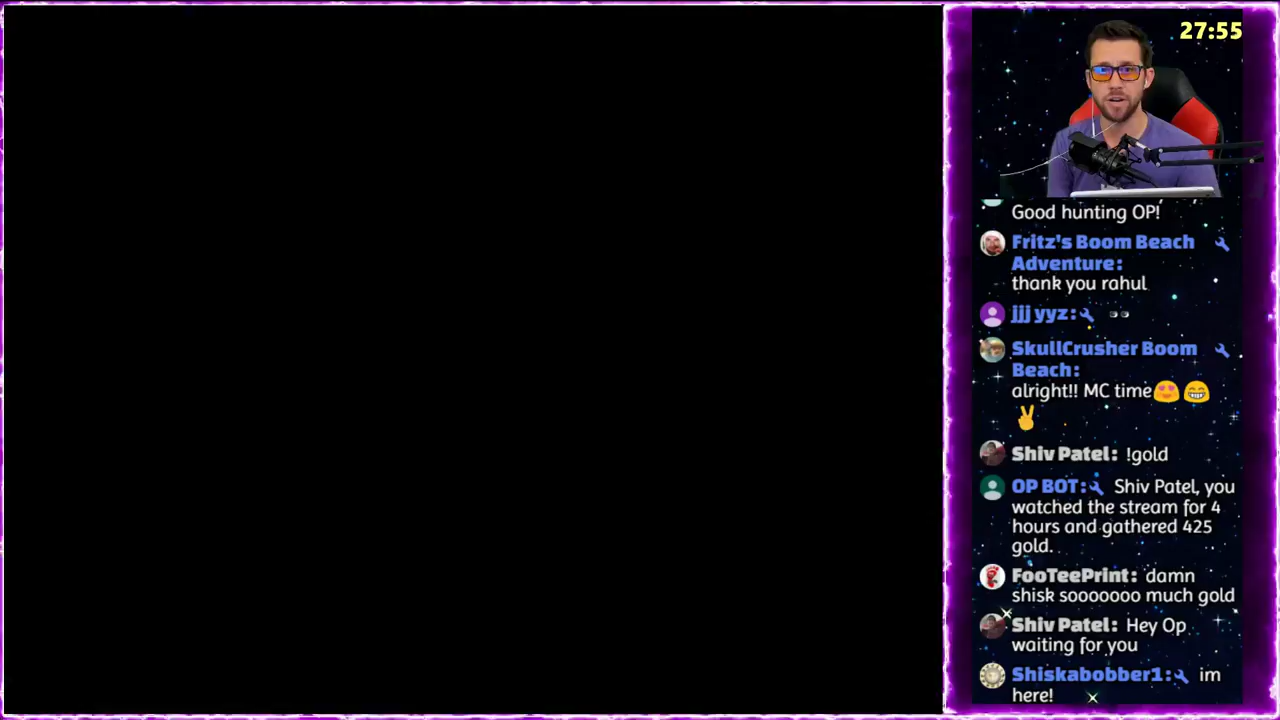 27:55
Good hunting OP!
Fritz's Boom Beach
Adventure:
thank you rahul
jjj yyz: 👀
SkullCrusher Boom
Beach:
alright!! MC time😍😁
✌
Shiv Patel: !gold
OP BOT: Shiv Patel, you
watched the stream for 4
hours and gathered 425
gold.
FooTeePrint: damn
shisk sooooooo much gold
Shiv Patel: Hey Op
waiting for you
Shiskabobber1: im
here!